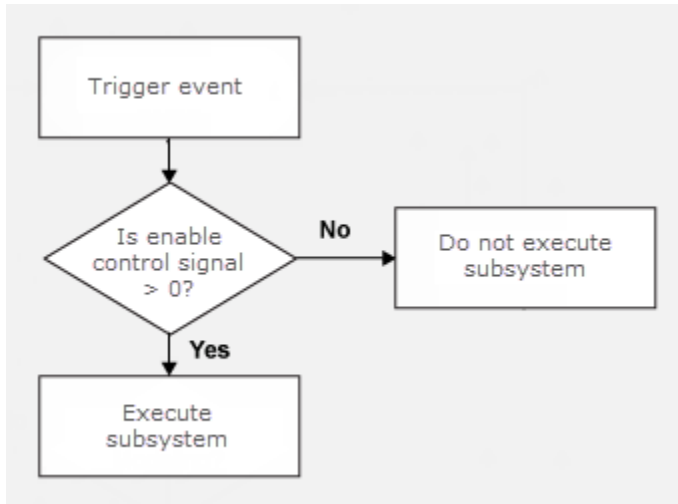 Trigger event
Is enable
control signal
> 0?
No
Do not execute
subsystem
Yes
Execute
subsystem